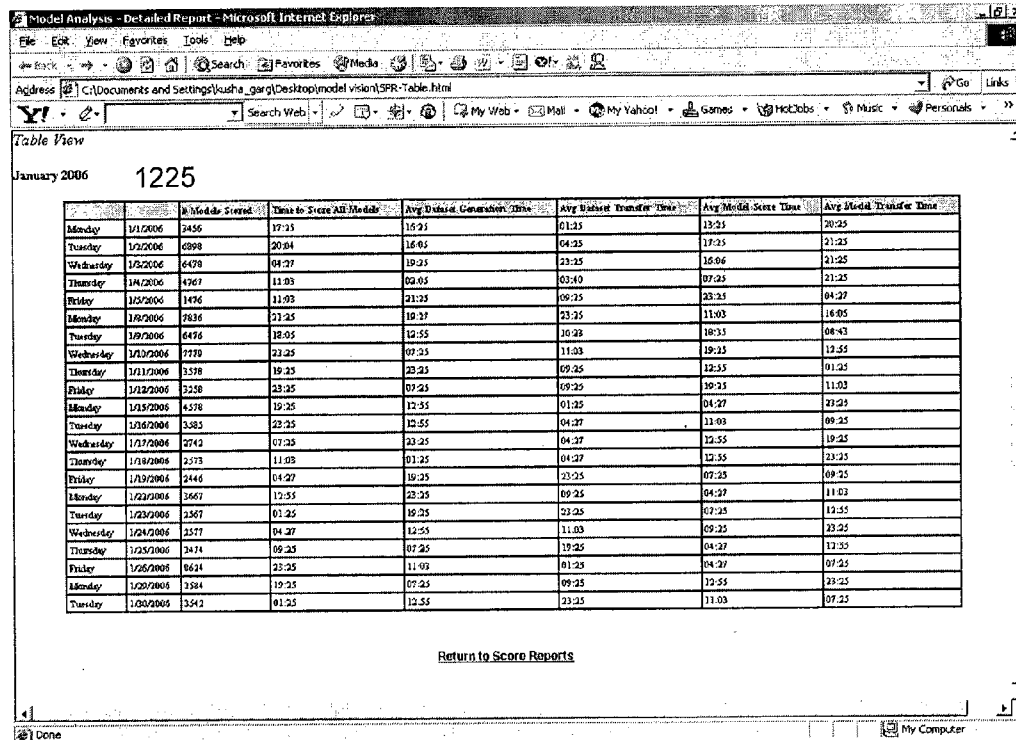 Model Analysis - Detailed Report - Microsoft Internet Explorer
File Edit View Favorites Tools Help
Back Search Favorites Media
Address C:\Documents and Settings\kusha_garg\Desktop\model vision\SPR-Table.html Go Links
Y! Search Web My Web Mail My Yahoo! Games HotJobs Music Personals »
Table View
January 2006 1225
# Models Scored Time to Score All Models Avg Dataset Generation Time Avg Dataset Transfer Time Avg Model Score Time Avg Model Transfer Time
Monday 1/1/2006 3456 17:25 16:25 01:25 13:25 20:25
Tuesday 1/2/2006 6898 20:04 16:05 04:25 17:25 21:25
Wednesday 1/3/2006 6478 04:27 19:25 23:25 16:06 21:25
Thursday 1/4/2006 4767 11:03 02:05 03:40 07:25 21:25
Friday 1/5/2006 1476 11:03 21:25 09:25 23:25 04:27
Monday 1/8/2006 7836 21:25 19:27 23:25 11:03 16:05
Tuesday 1/9/2006 6476 18:05 12:55 10:23 18:35 08:43
Wednesday 1/10/2006 7779 23:25 07:25 11:03 19:25 12:55
Thursday 1/11/2006 3578 19:25 23:25 09:25 12:55 01:25
Friday 1/12/2006 3258 23:25 07:25 09:25 19:25 11:03
Monday 1/15/2006 4578 19:25 12:55 01:25 04:27 23:25
Tuesday 1/16/2006 3585 23:25 12:55 04:27 11:03 09:25
Wednesday 1/17/2006 2742 07:25 23:25 04:27 12:55 19:25
Thursday 1/18/2006 2573 11:03 01:25 04:27 12:55 23:25
Friday 1/19/2006 2446 04:27 19:25 23:25 07:25 09:25
Monday 1/22/2006 3667 12:55 23:25 09:25 04:27 11:03
Tuesday 1/23/2006 2567 01:25 19:25 23:25 07:25 12:55
Wednesday 1/24/2006 2577 04:27 12:55 11:03 09:25 23:25
Thursday 1/25/2006 2474 09:25 07:25 19:25 04:27 12:55
Friday 1/26/2006 8624 23:25 11:03 01:25 04:27 07:25
Monday 1/29/2006 3584 19:25 07:25 09:25 12:55 23:25
Tuesday 1/30/2006 3542 01:25 12:55 23:25 11:03 07:25
Return to Score Reports
Done My Computer